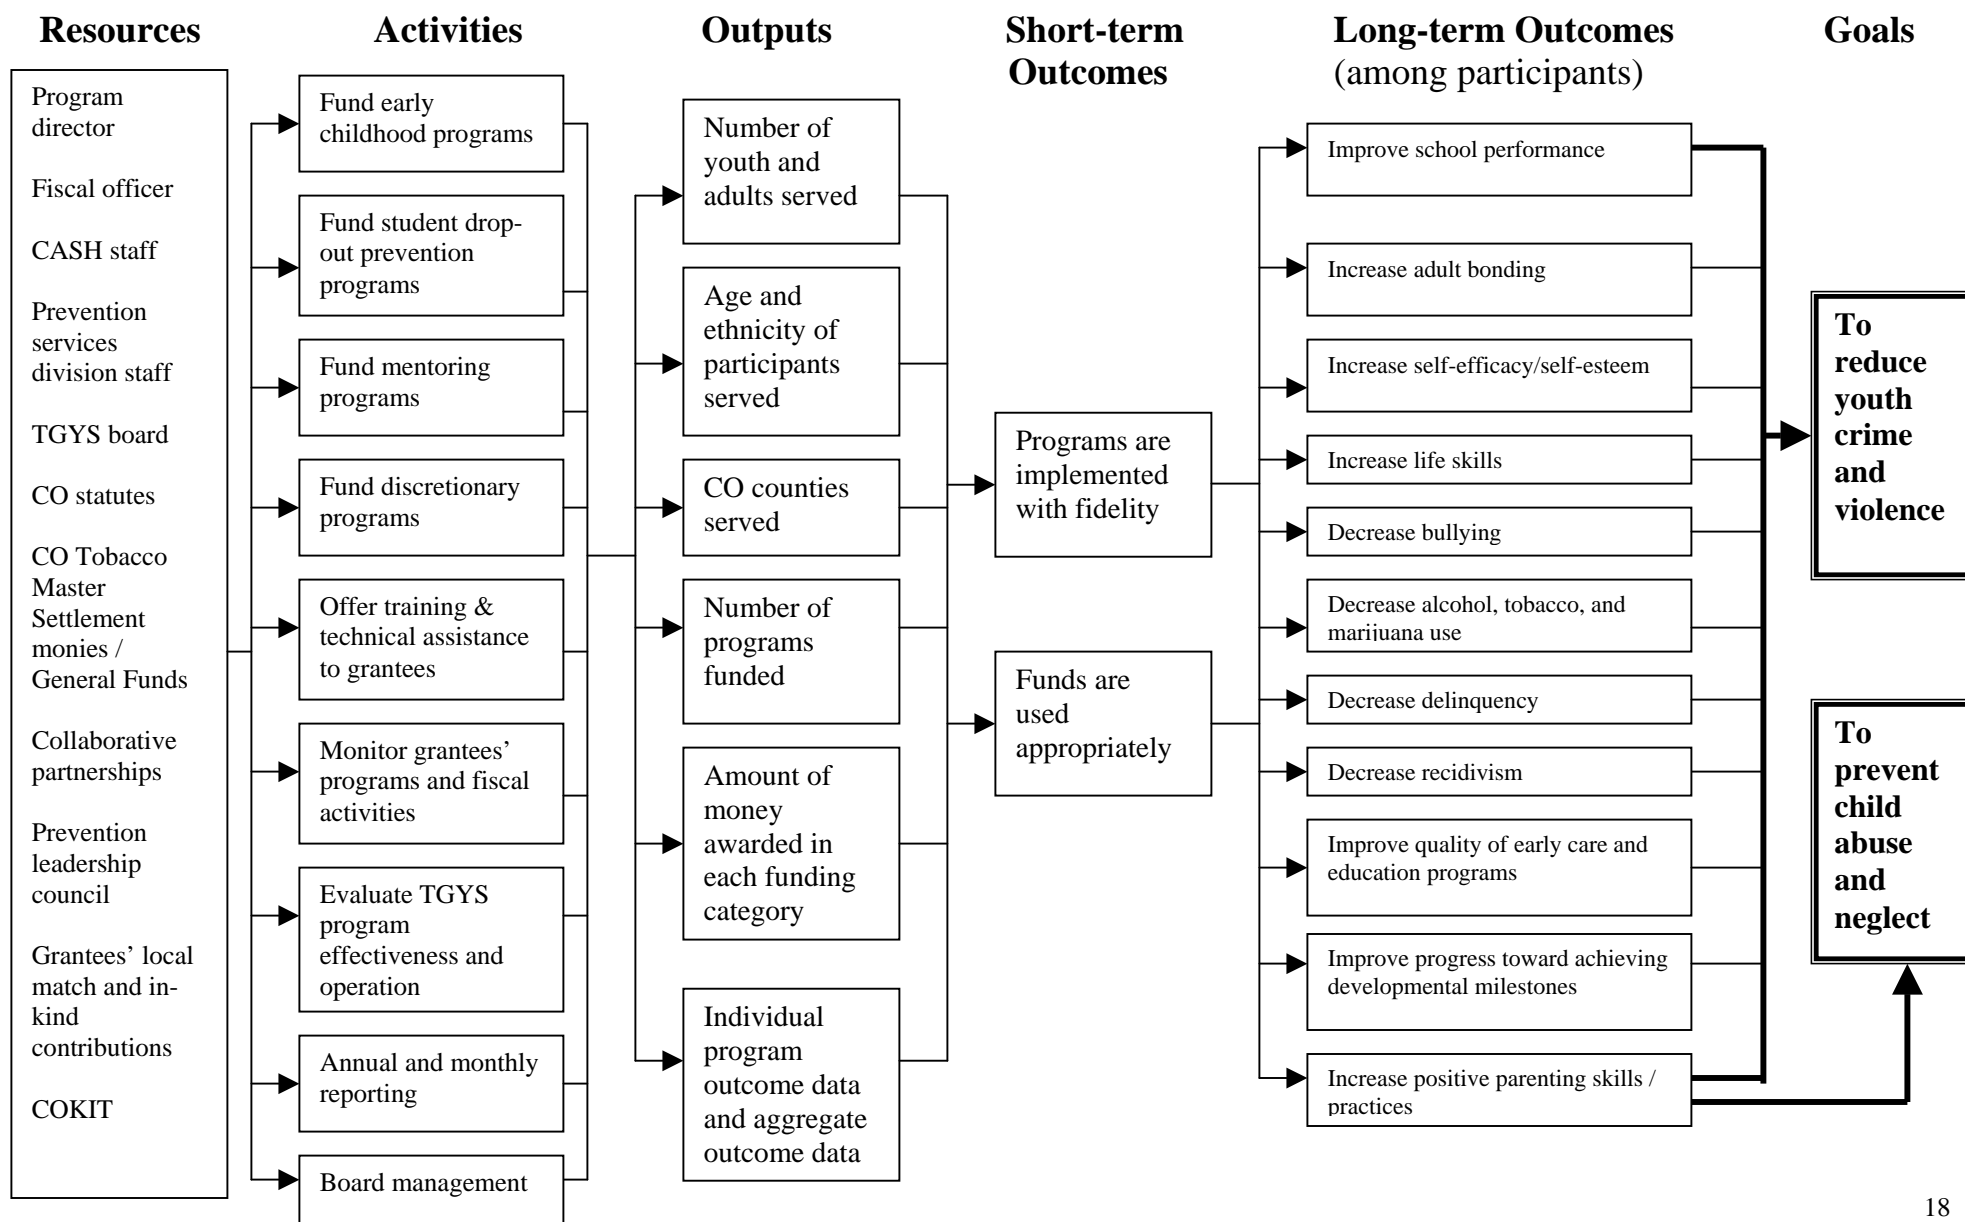 Resources
Activities
Outputs
Short-term
Outcomes
Long-term Outcomes
(among participants)
Goals
Program
director
Fiscal officer
CASH staff
Prevention
services
division staff
TGYS board
CO statutes
CO Tobacco
Master
Settlement
monies /
General Funds
Collaborative
partnerships
Prevention
leadership
council
Grantees’ local
match and in-
kind
contributions
COKIT
Fund early
childhood programs
Fund student drop-
out prevention
programs
Fund mentoring
programs
Fund discretionary
programs
Offer training &
technical assistance
to grantees
Monitor grantees’
programs and fiscal
activities
Evaluate TGYS
program
effectiveness and
operation
Annual and monthly
reporting
Board management
Number of
youth and
adults served
Age and
ethnicity of
participants
served
CO counties
served
Number of
programs
funded
Amount of
money
awarded in
each funding
category
Individual
program
outcome data
and aggregate
outcome data
Programs are
implemented
with fidelity
Funds are
used
appropriately
Improve school performance
Increase adult bonding
Increase self-efficacy/self-esteem
Increase life skills
Decrease bullying
Decrease alcohol, tobacco, and
marijuana use
Decrease delinquency
Decrease recidivism
Improve quality of early care and
education programs
Improve progress toward achieving
developmental milestones
Increase positive parenting skills /
practices
To
reduce
youth
crime
and
violence
To
prevent
child
abuse
and
neglect
18